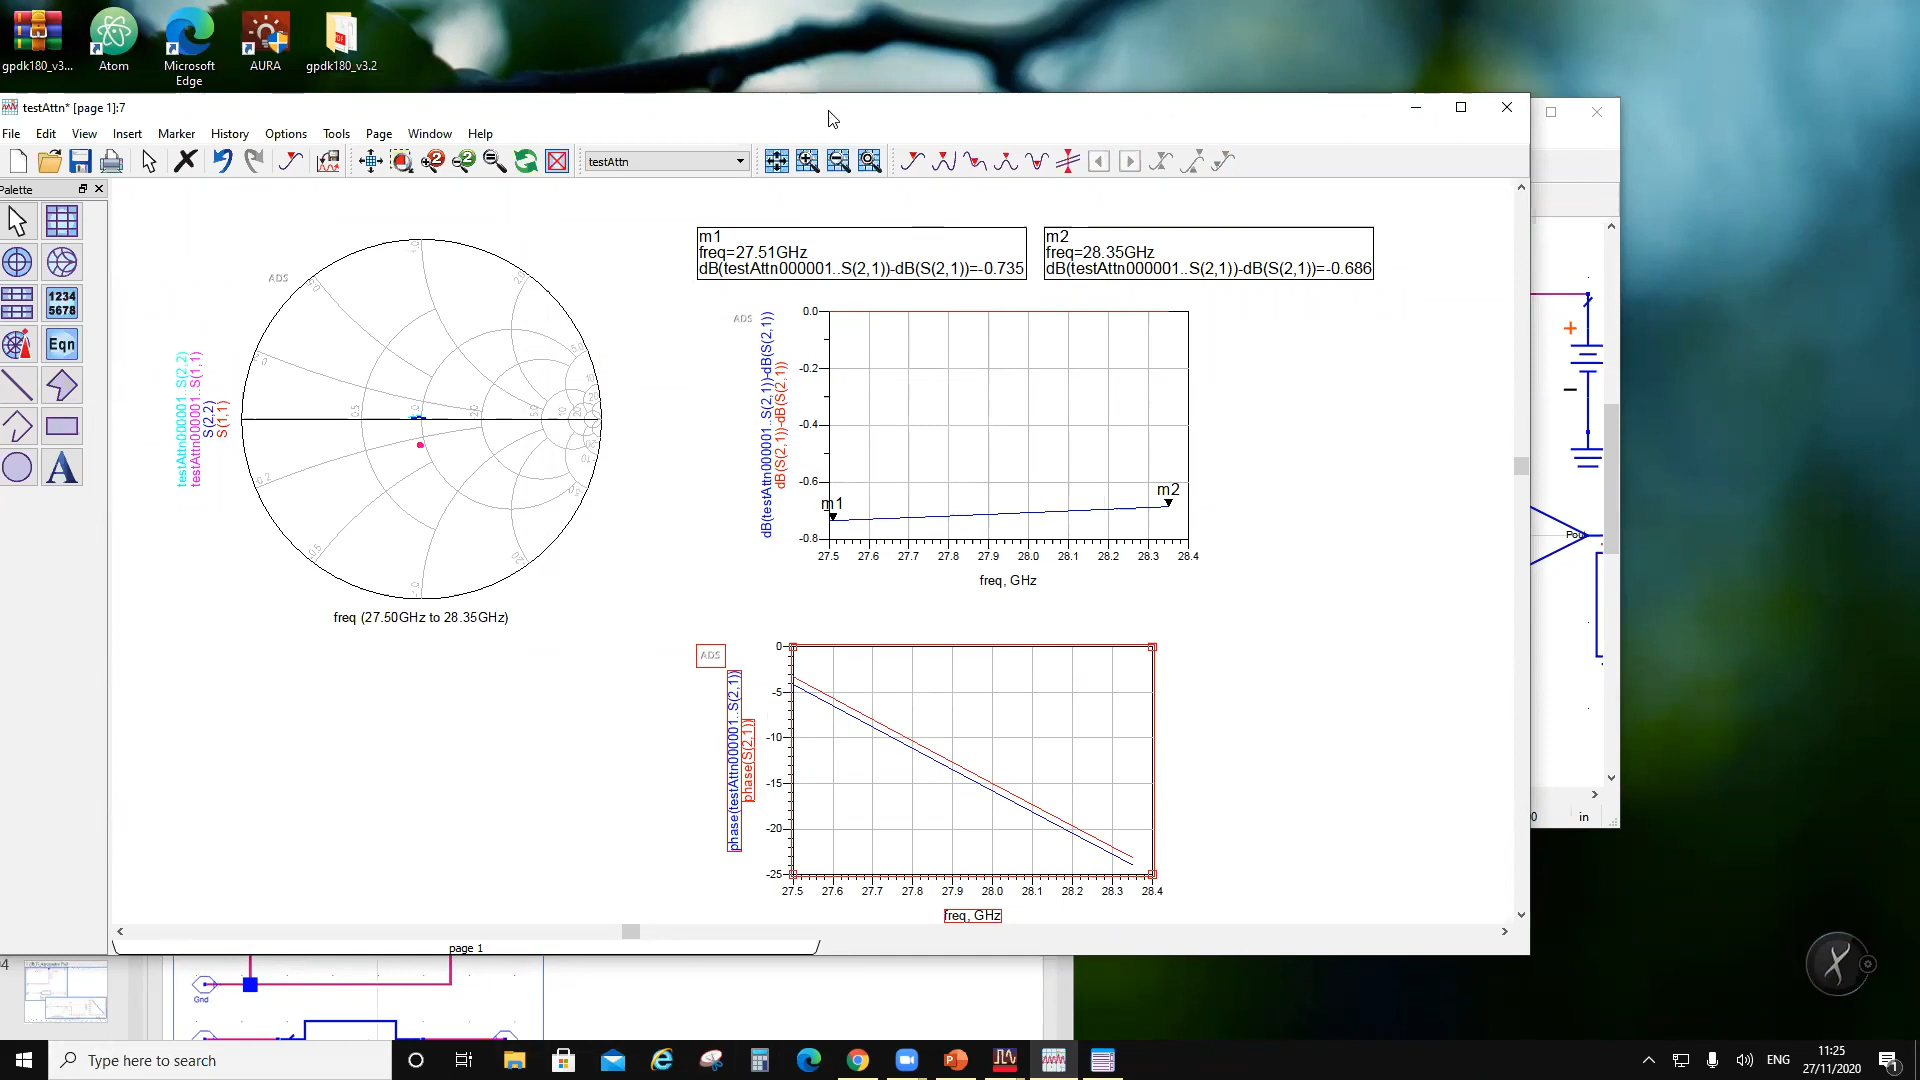 gpdk180_v3...
Atom
Microsoft
Edge
AURA
gpdk180_v3.2
testAttn* [page 1]:7
File Edit View Insert Marker History Options Tools Page Window Help
testAttn
Palette
1234
5678
Eqn
A
ADS
testAttn000001..S(2,2)
testAttn000001..S(1,1)
S(2,2)
S(1,1)
freq (27.50GHz to 28.35GHz)
m1
freq=27.51GHz
dB(testAttn000001..S(2,1))-dB(S(2,1))=-0.735
m2
freq=28.35GHz
dB(testAttn000001..S(2,1))-dB(S(2,1))=-0.686
ADS
dB(testAttn000001..S(2,1))-dB(S(2,1))
dB(S(2,1))-dB(S(2,1))
0.0
-0.2
-0.4
-0.6
-0.8
m1
m2
27.5 27.6 27.7 27.8 27.9 28.0 28.1 28.2 28.3 28.4
freq, GHz
ADS
phase(testAttn000001..S(2,1))
phase(S(2,1))
0
-5
-10
-15
-20
-25
27.5 27.6 27.7 27.8 27.9 28.0 28.1 28.2 28.3 28.4
freq, GHz
page 1
Gnd
0 in
Type here to search
ENG
11:25
27/11/2020
1